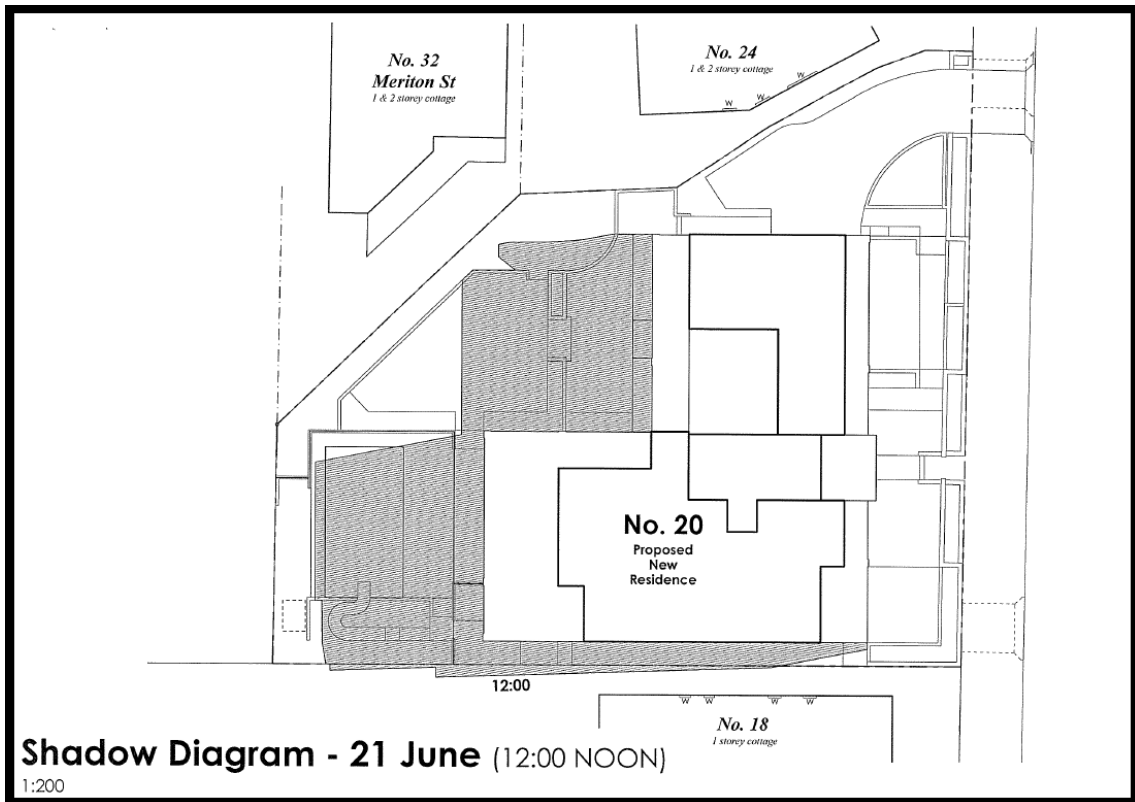 No. 32
Meriton St
1 & 2 storey cottage
No. 24
1 & 2 storey cottage
W
W
W
No. 20
Proposed
New
Residence
12:00
W
W
W
W
No. 18
1 storey cottage
Shadow Diagram - 21 June (12:00 NOON)
1:200